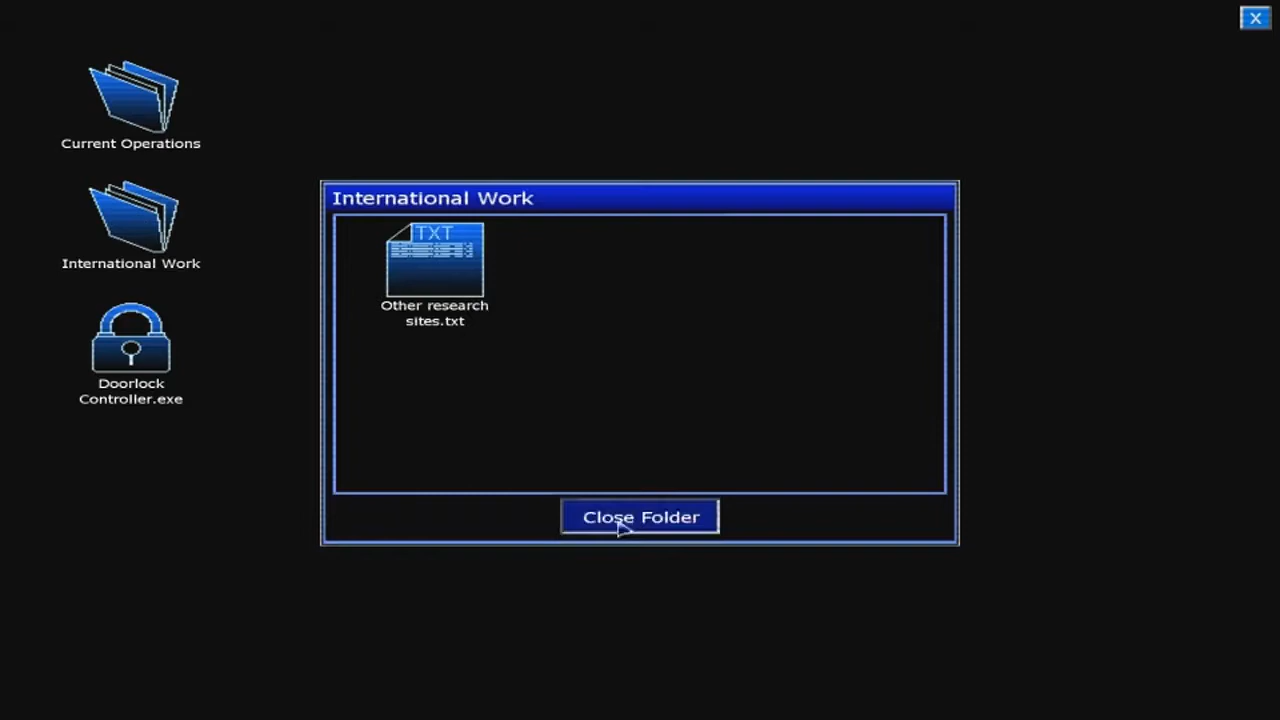 X
Current Operations
International Work
Doorlock
Controller.exe
International Work
TXT
Other research
sites.txt
Close Folder